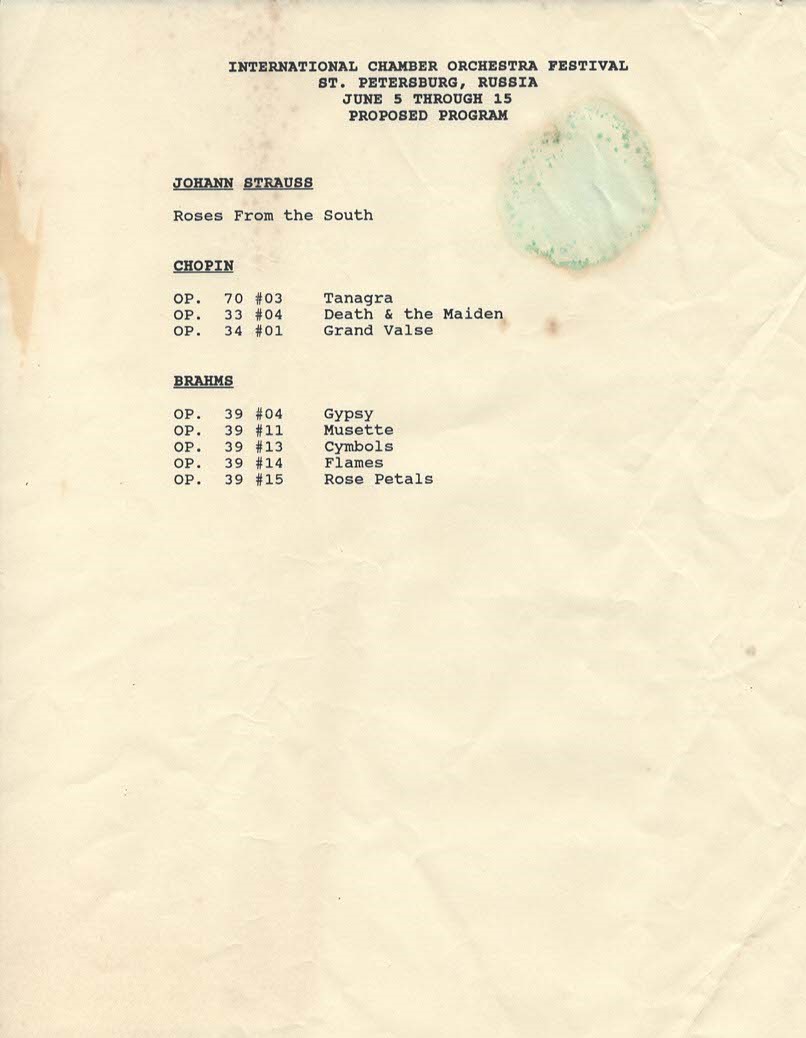 INTERNATIONAL CHAMBER ORCHESTRA FESTIVAL
ST. PETERSBURG, RUSSIA
JUNE 5 THROUGH 15
PROPOSED PROGRAM
JOHANN STRAUSS
Roses From the South
CHOPIN
OP. 70 #03 Tanagra
OP. 33 #04 Death & the Maiden
OP. 34 #01 Grand Valse
BRAHMS
OP. 39 #04 Gypsy
OP. 39 #11 Musette
OP. 39 #13 Cymbols
OP. 39 #14 Flames
OP. 39 #15 Rose Petals